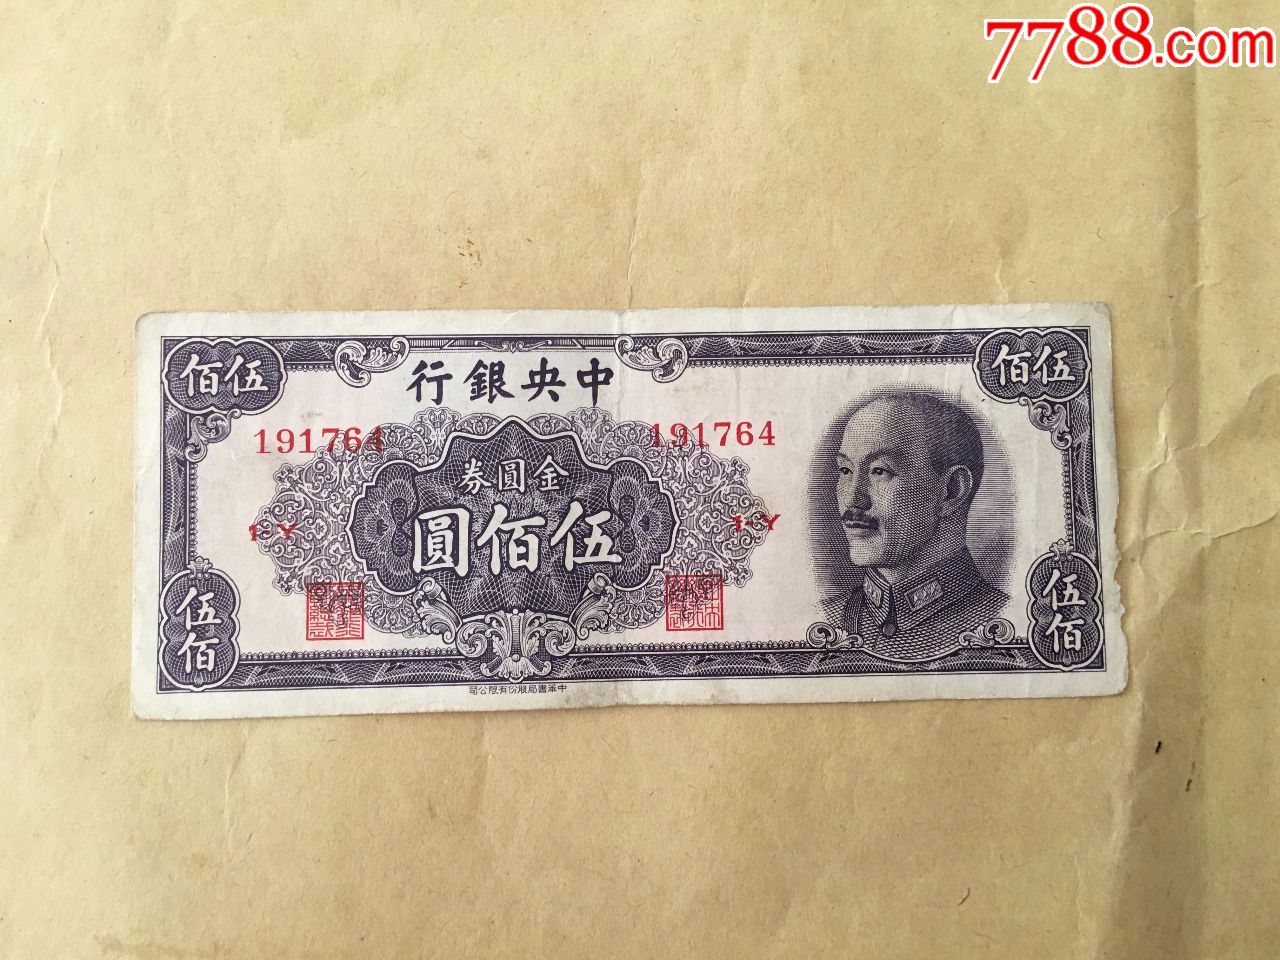 7788.com
伍佰
中央銀行
伍佰
191764
191764
金圓券
伍佰圓
1-Y
1-Y
伍佰
伍佰
中華書局股份有限公司